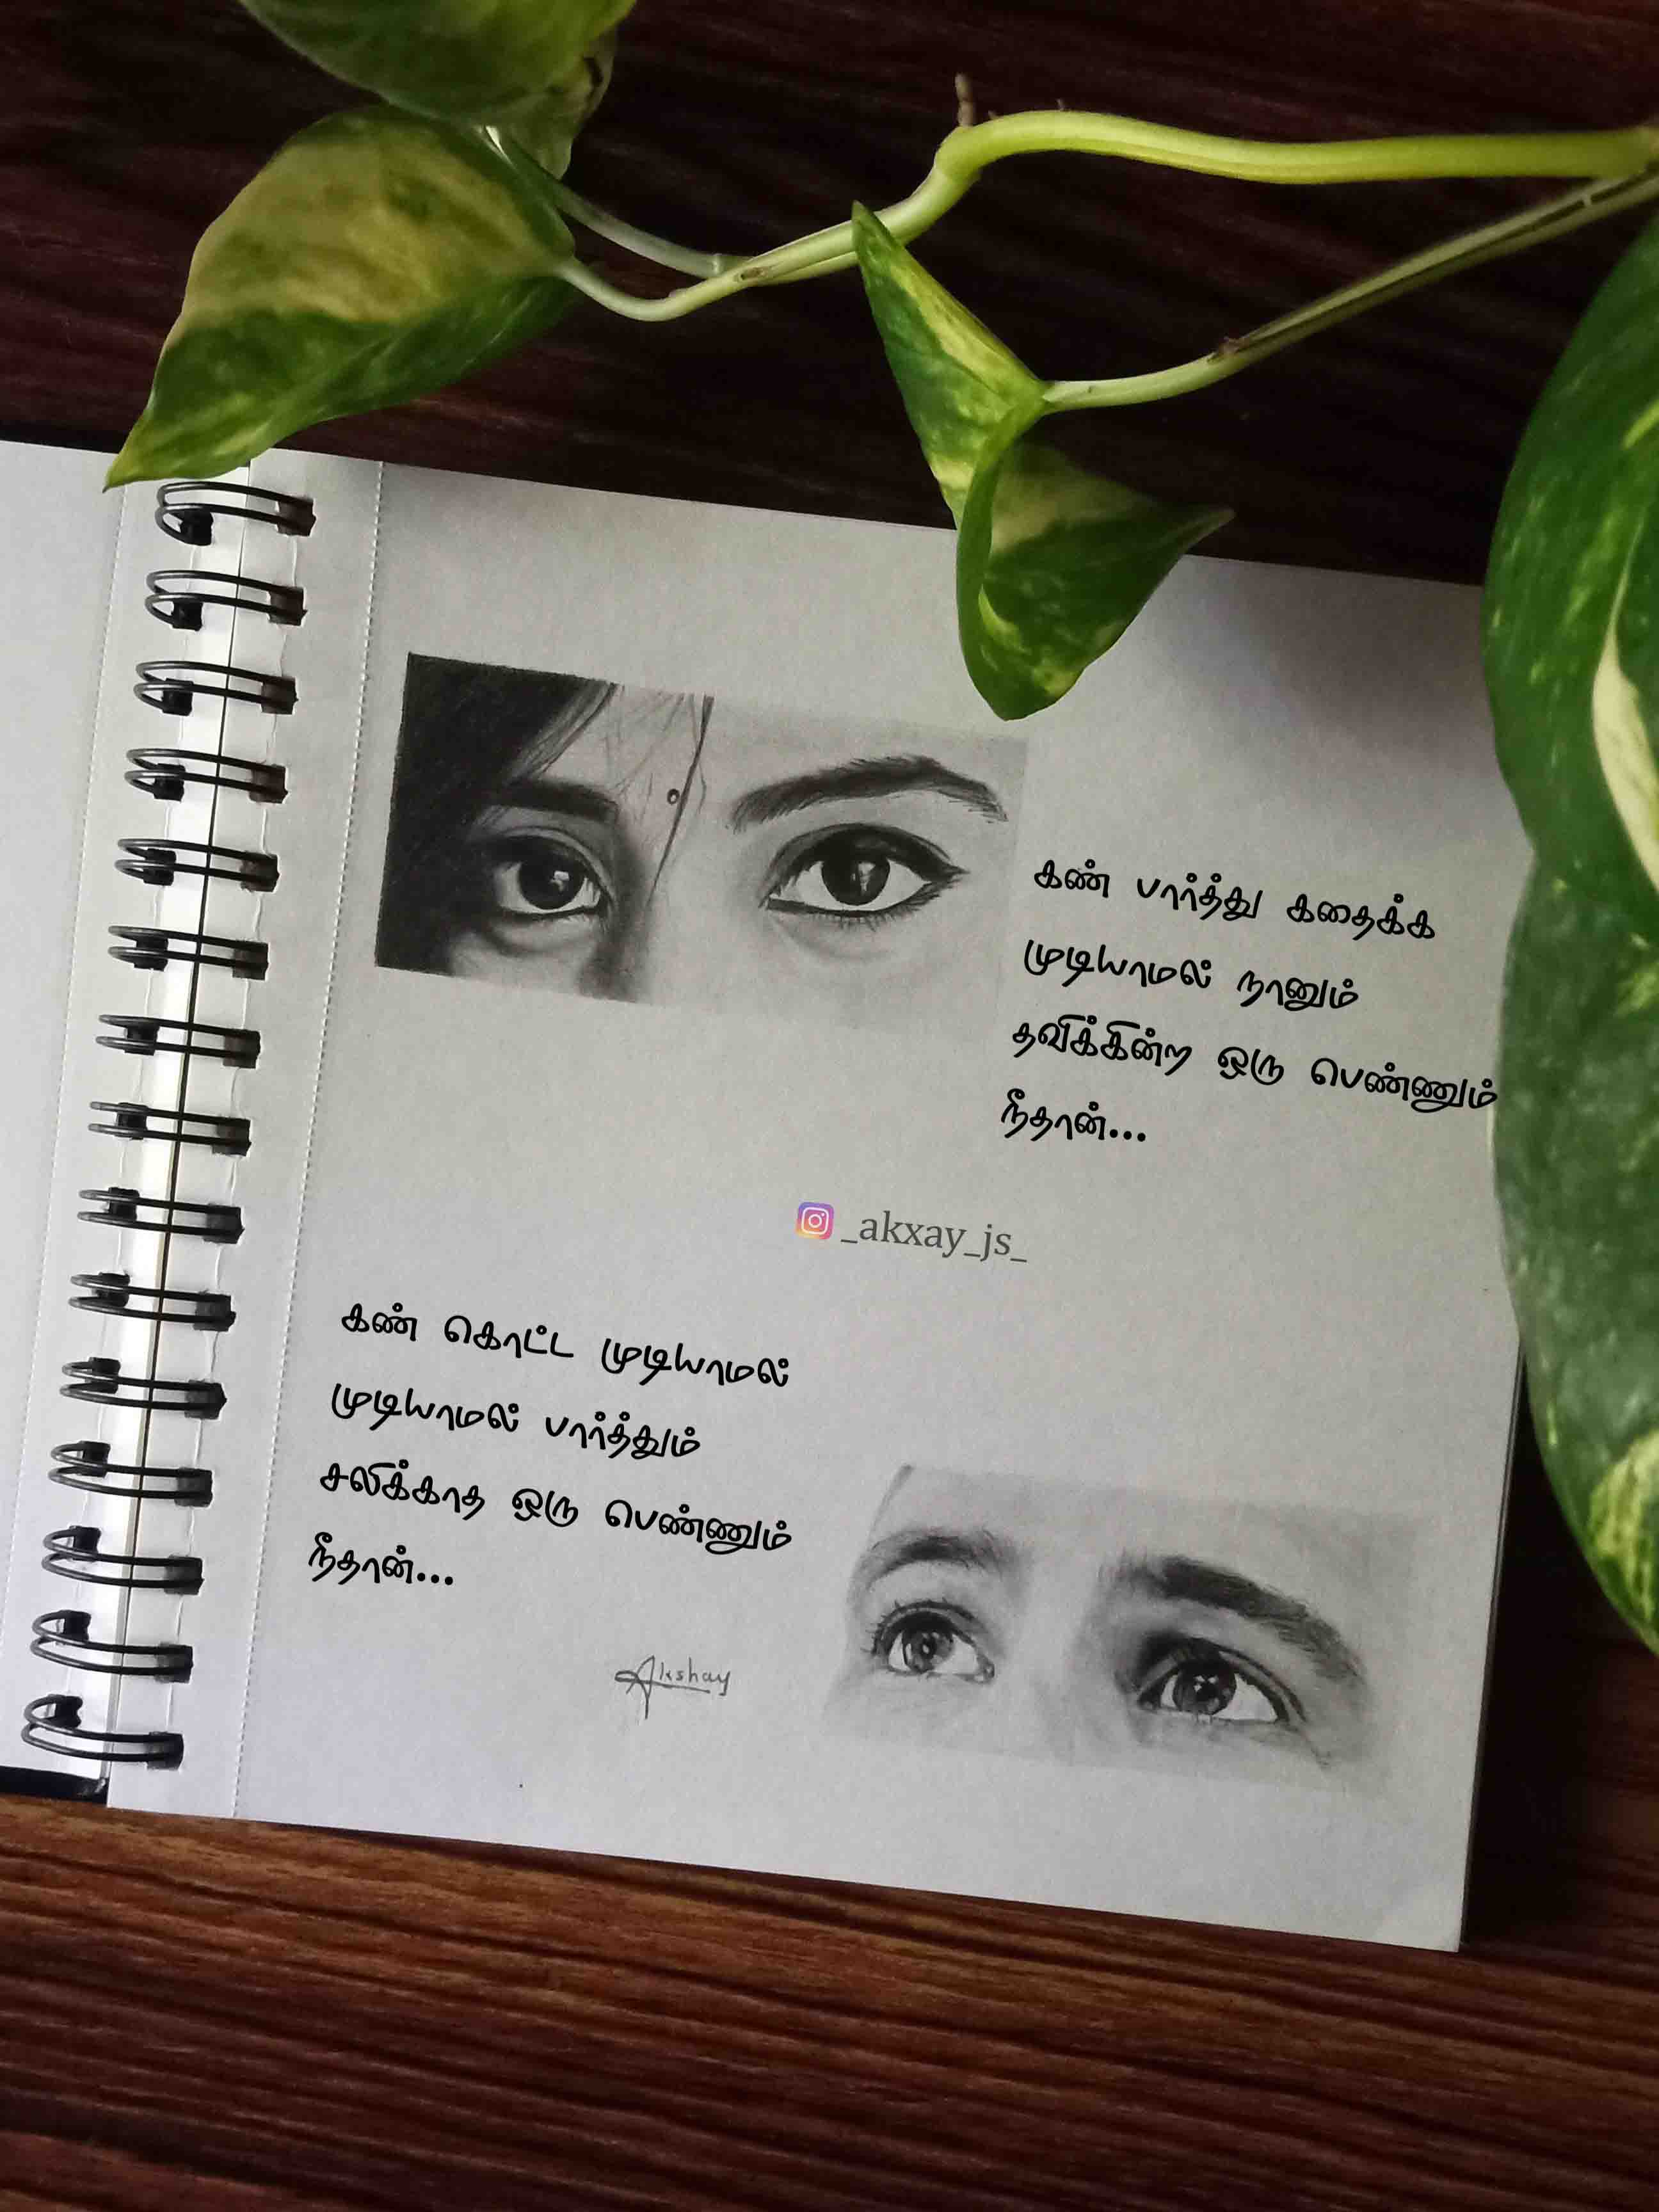 கண் பார்த்து கதைக்க
முடியாமல் நானும்
தவிக்கின்ற ஒரு பெண்ணும்
நீதான்...
_akxay_js_
கண் கொட்ட முடியாமல்
முடியாமல் பார்த்தும்
சலிக்காத ஒரு பெண்ணும்
நீதான்...
Akshay